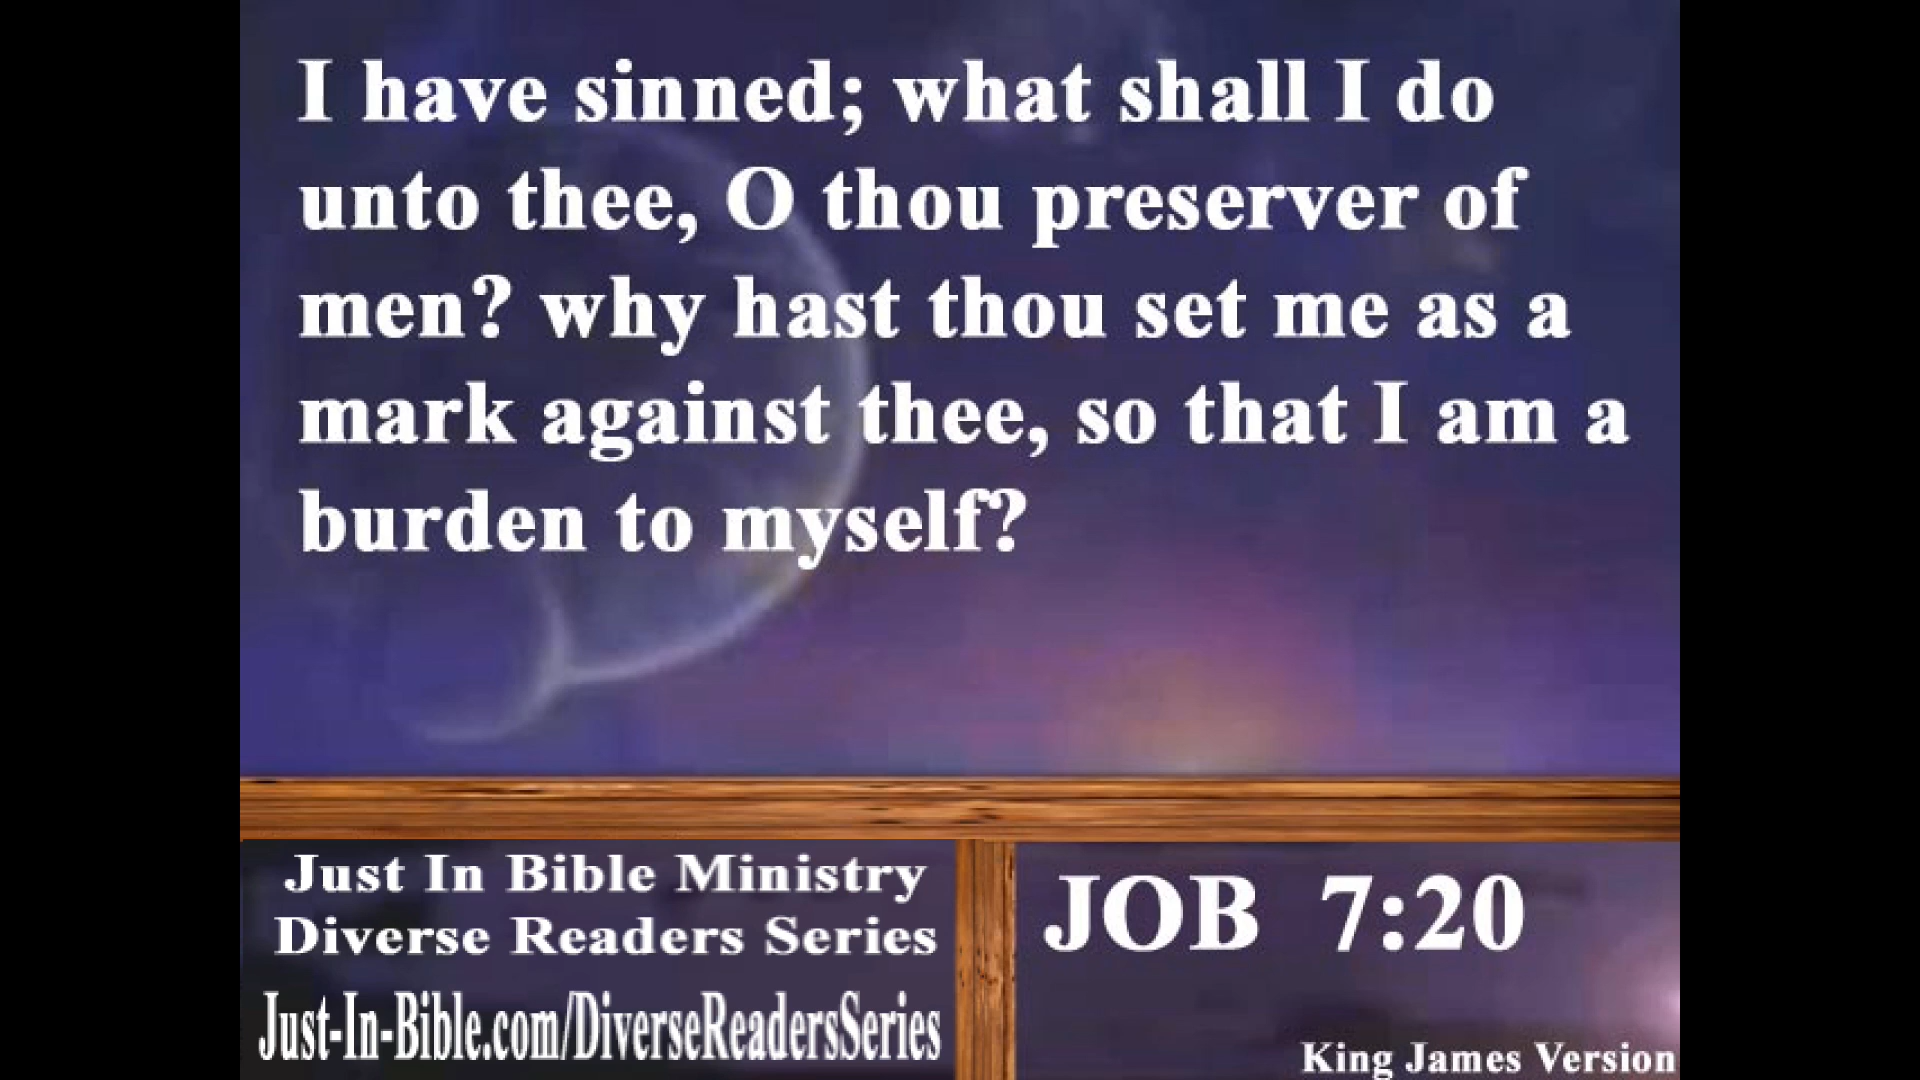 I have sinned; what shall I do
unto thee, O thou preserver of
men? why hast thou set me as a
mark against thee, so that I am a
burden to myself?
Just In Bible Ministry
Diverse Readers Series
Just-In-Bible.com/DiverseReadersSeries
JOB 7:20
King James Version